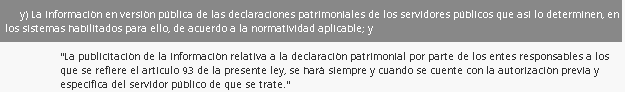 y) La información en versión pública de las declaraciones patrimoniales de los servidores públicos que así lo determinen, en
los sistemas habilitados para ello, de acuerdo a la normatividad aplicable; y
"La publicitación de la información relativa a la declaración patrimonial por parte de los entes responsables a los
que se refiere el artículo 93 de la presente ley, se hará siempre y cuando se cuente con la autorización previa y
específica del servidor público de que se trate."